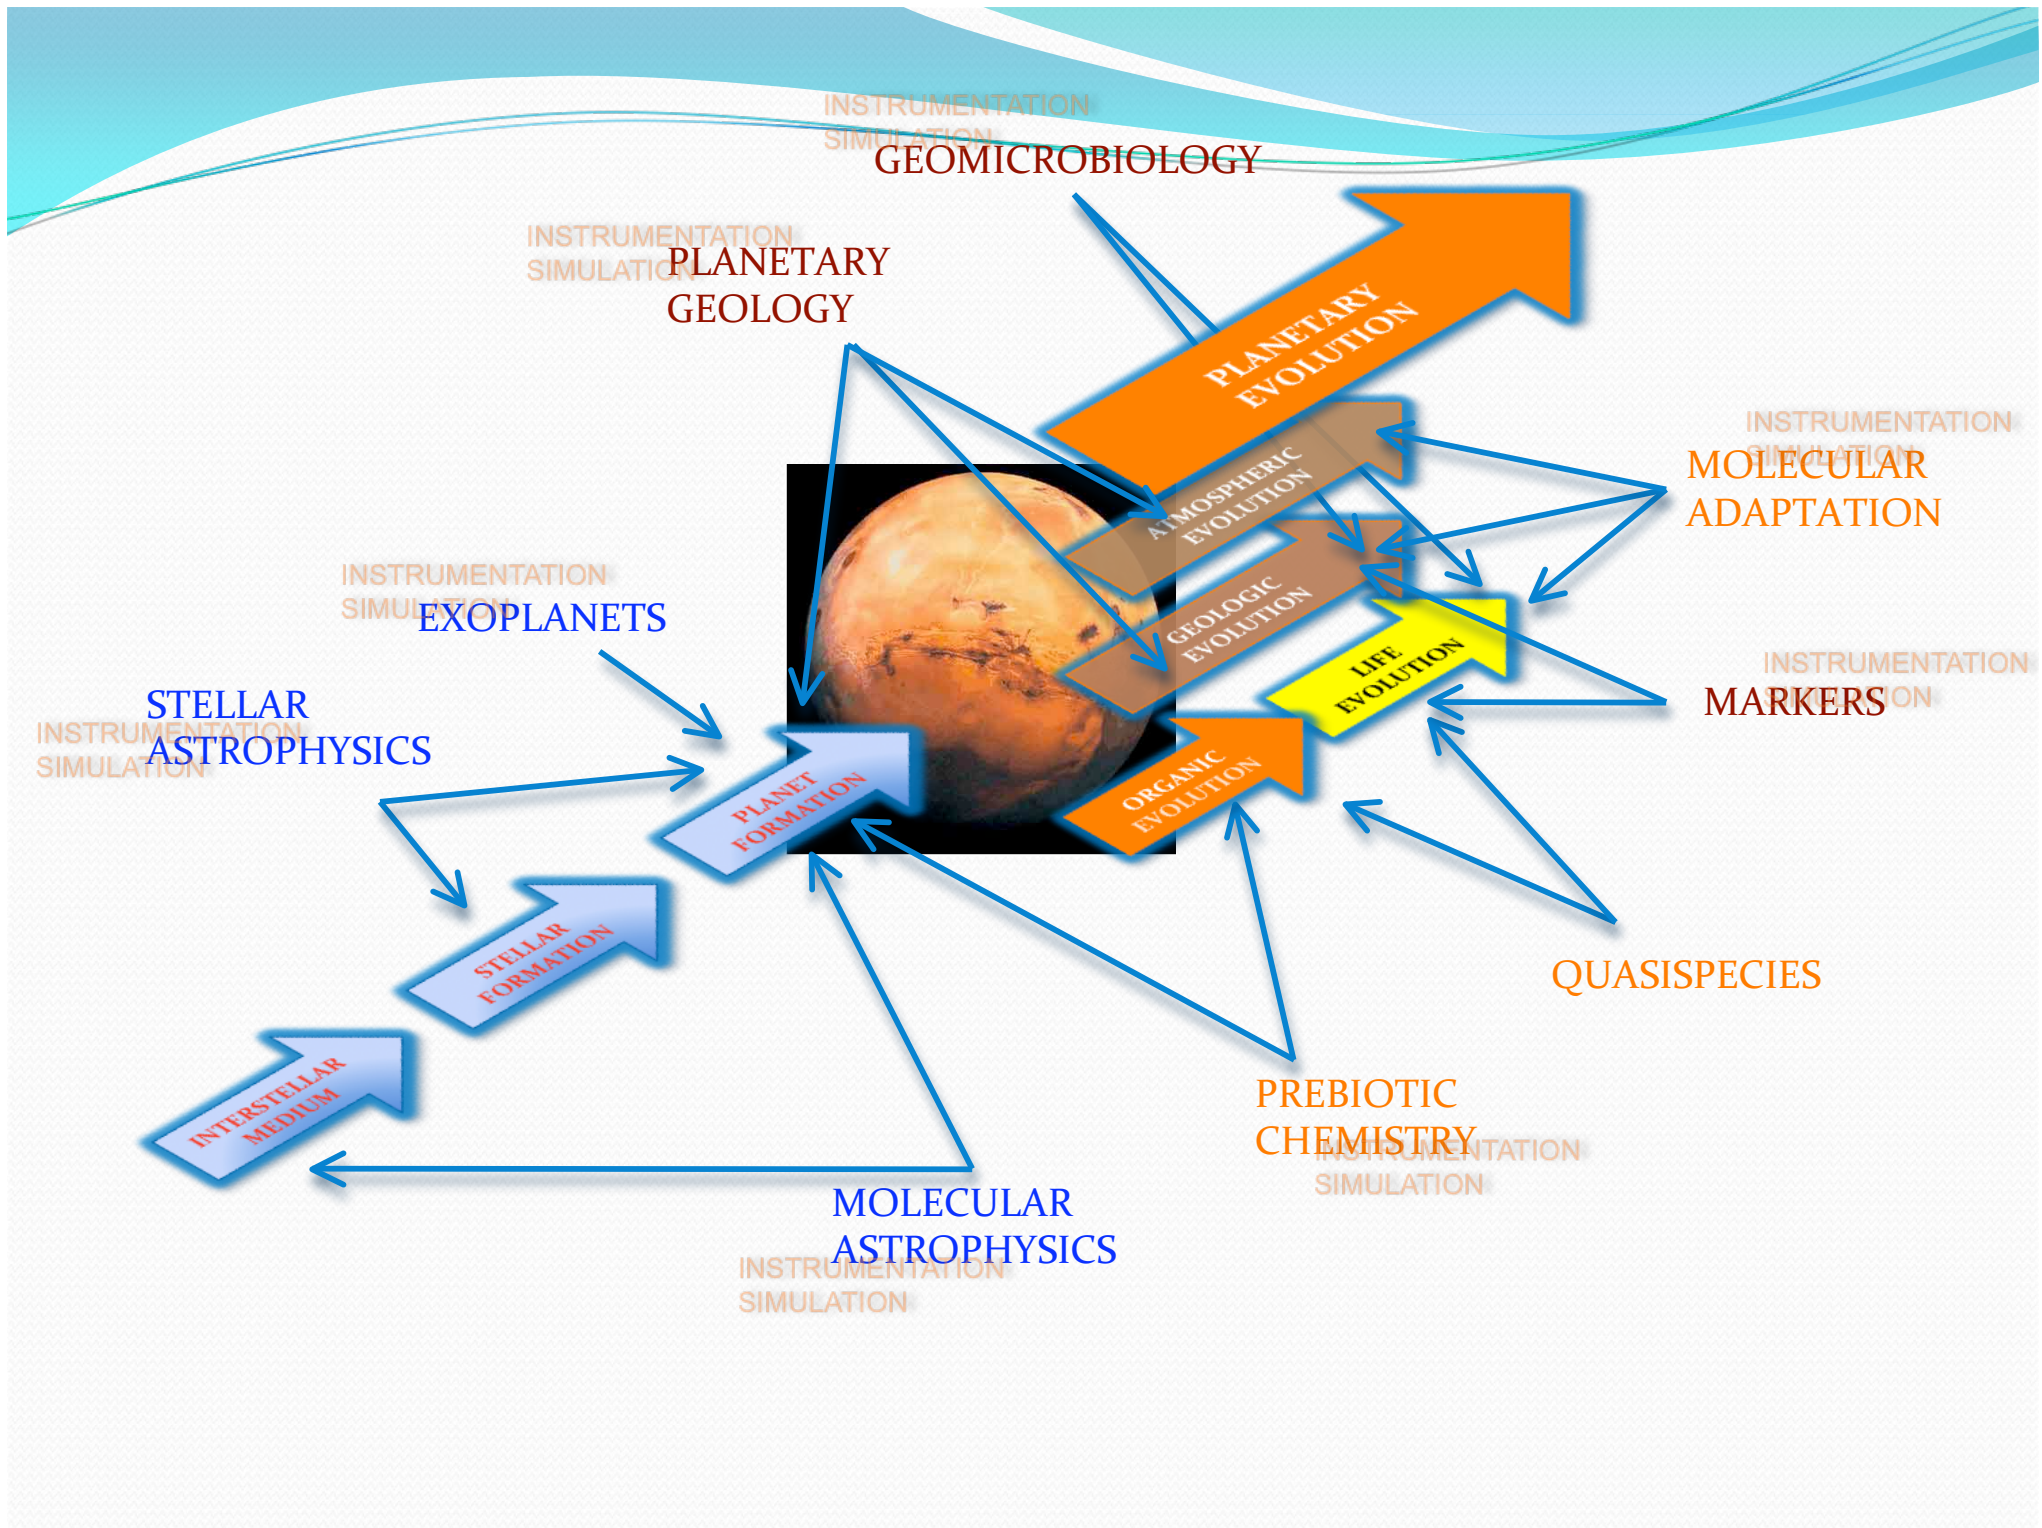 INSTRUMENTATION
SIMULATION
GEOMICROBIOLOGY
INSTRUMENTATION
SIMULATION
PLANETARY
GEOLOGY
PLANETARY
EVOLUTION
INSTRUMENTATION
SIMULATION
MOLECULAR
ADAPTATION
ATMOSPHERIC
EVOLUTION
INSTRUMENTATION
SIMULATION
EXOPLANETS
GEOLOGIC
EVOLUTION
LIFE
EVOLUTION
INSTRUMENTATION
SIMULATION
MARKERS
STELLAR
ASTROPHYSICS
INSTRUMENTATION
SIMULATION
PLANET
FORMATION
ORGANIC
EVOLUTION
STELLAR
FORMATION
QUASISPECIES
INTERSTELLAR
MEDIUM
PREBIOTIC
CHEMISTRY
INSTRUMENTATION
SIMULATION
MOLECULAR
ASTROPHYSICS
INSTRUMENTATION
SIMULATION